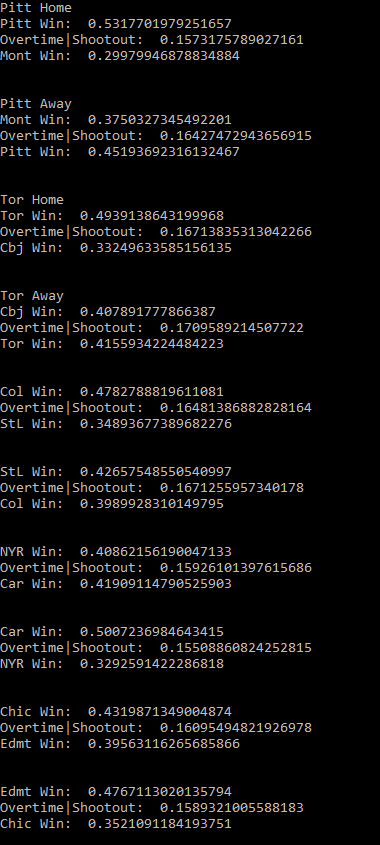 Pitt Home
Pitt Win:  0.5317701979251657
Overtime|Shootout:  0.1573175789027161
Mont Win:  0.29979946878834884
Pitt Away
Mont Win:  0.3750327345492201
Overtime|Shootout:  0.16427472943656915
Pitt Win:  0.45193692316132467
Tor Home
Tor Win:  0.4939138643199968
Overtime|Shootout:  0.16713835313042266
Cbj Win:  0.33249633585156135
Tor Away
Cbj Win:  0.407891777866387
Overtime|Shootout:  0.1709589214507722
Tor Win:  0.4155934224484223
Col Win:  0.4782788819611081
Overtime|Shootout:  0.16481386882828164
StL Win:  0.34893677389682276
StL Win:  0.42657548550540997
Overtime|Shootout:  0.1671255957340178
Col Win:  0.3989928310149795
NYR Win:  0.40862156190047133
Overtime|Shootout:  0.15926101397615686
Car Win:  0.41909114790525903
Car Win:  0.5007236984643415
Overtime|Shootout:  0.15508860824252815
NYR Win:  0.3292591422286818
Chic Win:  0.4319871349004874
Overtime|Shootout:  0.16095494821926978
Edmt Win:  0.39563116265685866
Edmt Win:  0.4767113020135794
Overtime|Shootout:  0.1589321005588183
Chic Win:  0.3521091184193751